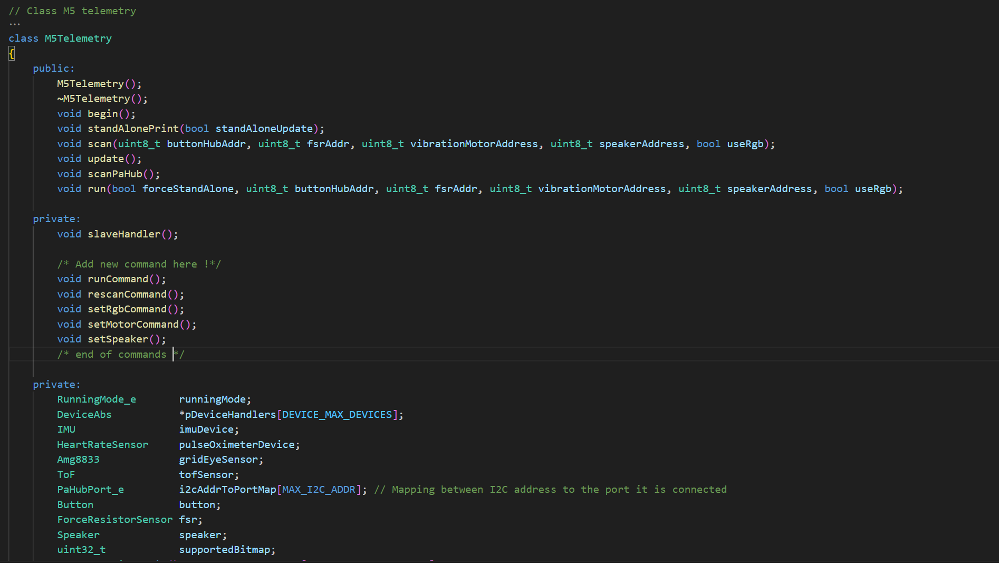 // Class M5 telemetry
...
class M5Telemetry
{
    public:
        M5Telemetry();
        ~M5Telemetry();
        void begin();
        void standAlonePrint(bool standAloneUpdate);
        void scan(uint8_t buttonHubAddr, uint8_t fsrAddr, uint8_t vibrationMotorAddress, uint8_t speakerAddress, bool useRgb);
        void update();
        void scanPaHub();
        void run(bool forceStandAlone, uint8_t buttonHubAddr, uint8_t fsrAddr, uint8_t vibrationMotorAddress, uint8_t speakerAddress, bool useRgb);
    private:
        void slaveHandler();
        /* Add new command here !*/
        void runCommand();
        void rescanCommand();
        void setRgbCommand();
        void setMotorCommand();
        void setSpeaker();
        /* end of commands */
    private:
        RunningMode_e       runningMode;
        DeviceAbs           *pDeviceHandlers[DEVICE_MAX_DEVICES];
        IMU                 imuDevice;
        HeartRateSensor     pulseOximeterDevice;
        Amg8833             gridEyeSensor;
        ToF                 tofSensor;
        PaHubPort_e         i2cAddrToPortMap[MAX_I2C_ADDR]; // Mapping between I2C address to the port it is connected
        Button              button;
        ForceResistorSensor fsr;
        Speaker             speaker;
        uint32_t            supportedBitmap;